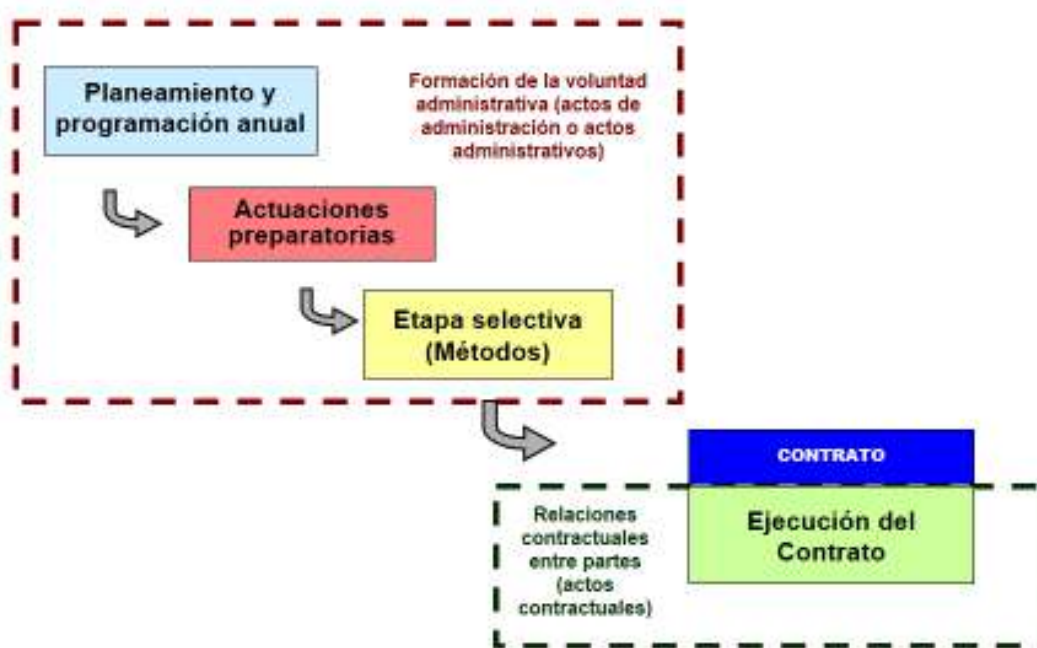 Planeamiento y
programación anual
Formación de la voluntad
administrativa (actos de
administración o actos
administrativos)
Actuaciones
preparatorias
Etapa selectiva
(Métodos)
CONTRATO
Relaciones
contractuales
entre partes
(actos
contractuales)
Ejecución del
Contrato